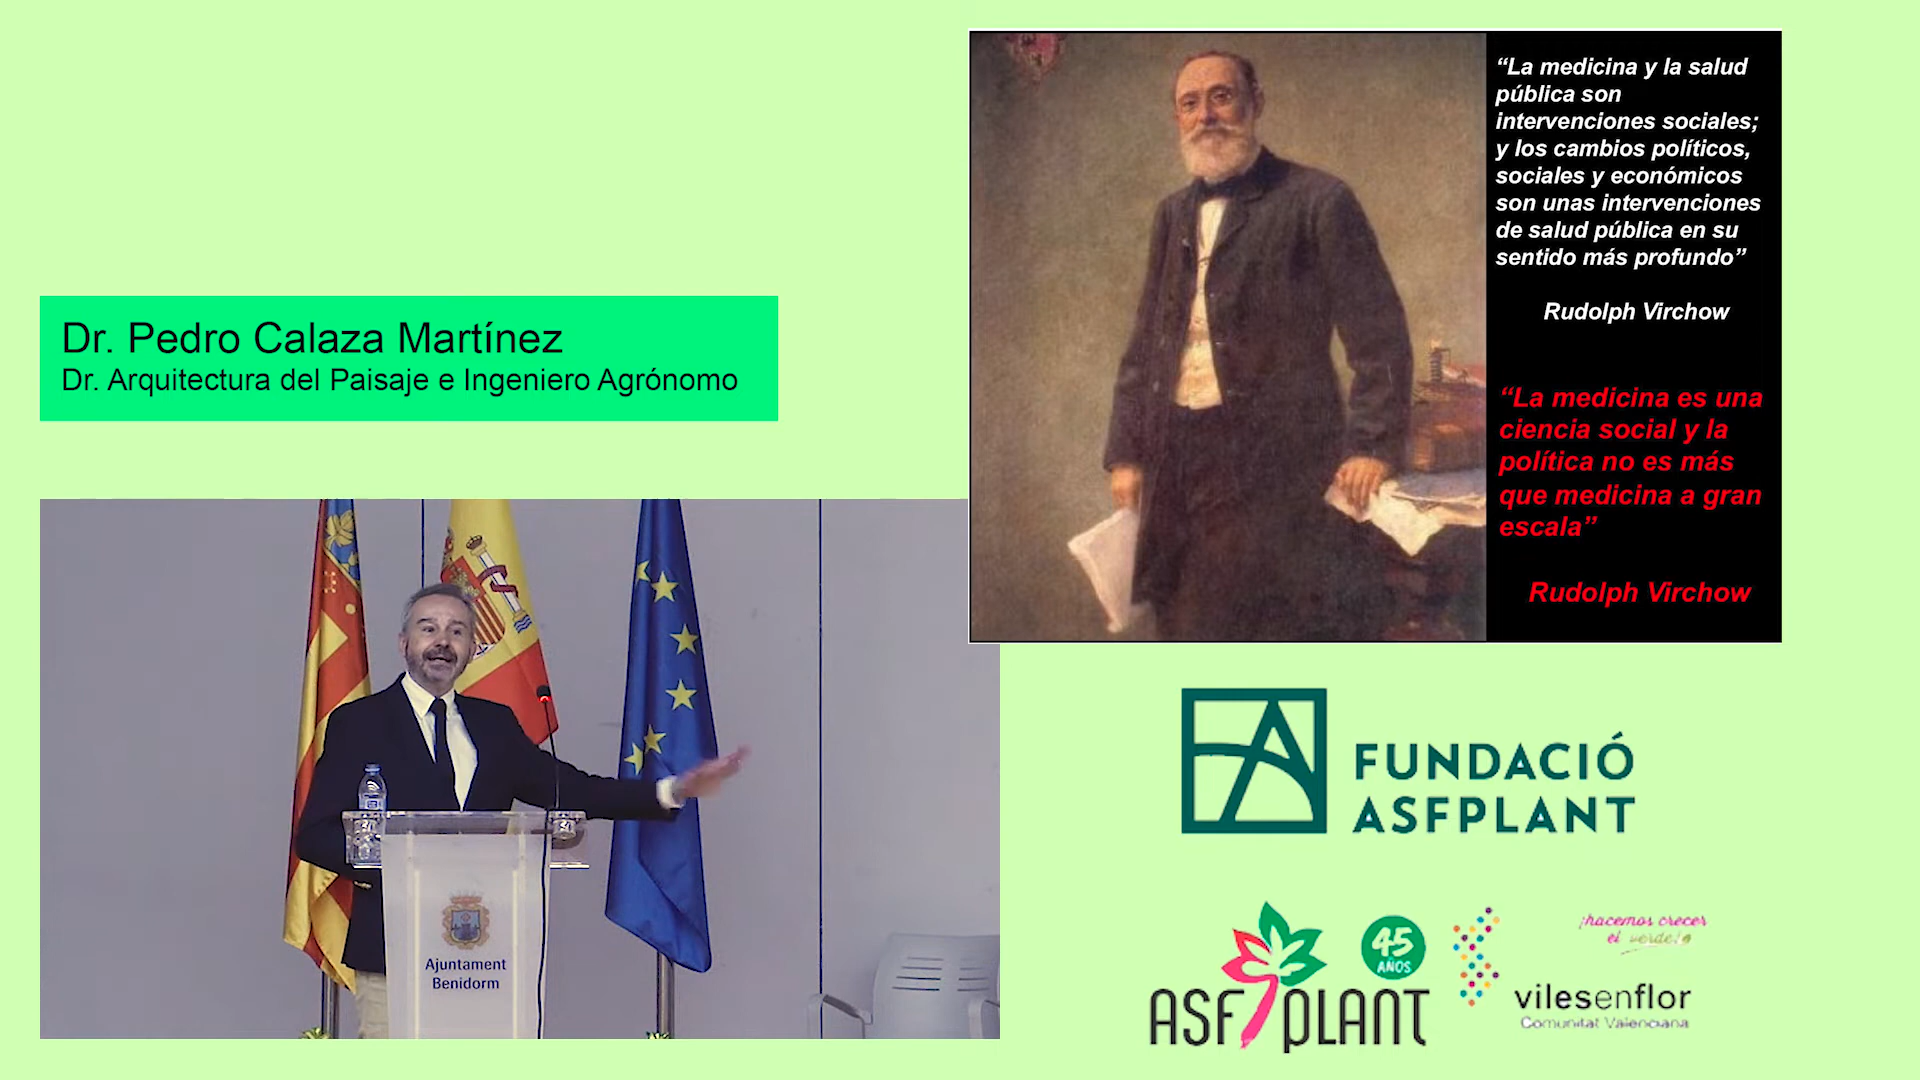 Dr. Pedro Calaza Martínez
Dr. Arquitectura del Paisaje e Ingeniero Agrónomo
“La medicina y la salud
pública son
intervenciones sociales;
y los cambios políticos,
sociales y económicos
son unas intervenciones
de salud pública en su
sentido más profundo”
Rudolph Virchow
“La medicina es una
ciencia social y la
política no es más
que medicina a gran
escala”
Rudolph Virchow
Ajuntament
Benidorm
FUNDACIÓ
ASFPLANT
ASFPLANT
45
AÑOS
¡hacemos crecer
el verde!
vilesenflor
Comunitat Valenciana